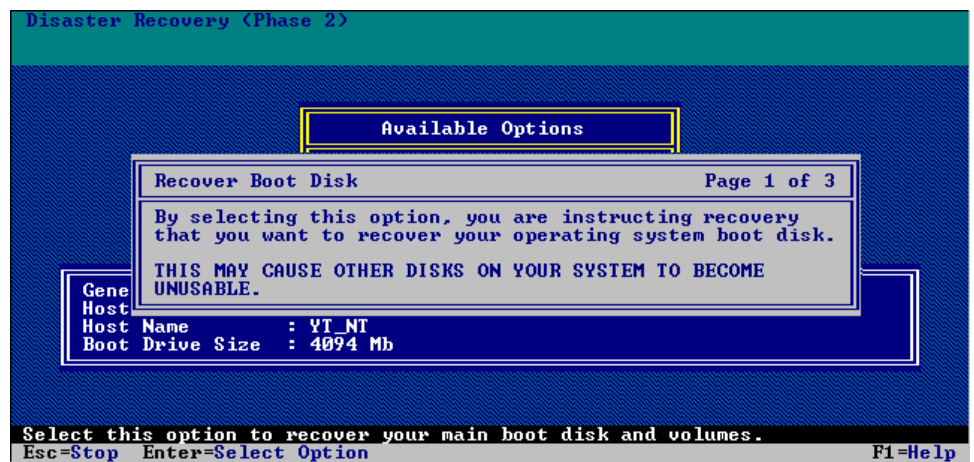 Disaster Recovery (Phase 2)
Available Options
Recover Boot Disk Page 1 of 3
By selecting this option, you are instructing recovery
that you want to recover your operating system boot disk.
THIS MAY CAUSE OTHER DISKS ON YOUR SYSTEM TO BECOME
UNUSABLE.
Gene
Host
Host Name : YT_NT
Boot Drive Size : 4094 Mb
Select this option to recover your main boot disk and volumes.
Esc=Stop Enter=Select Option F1=Help